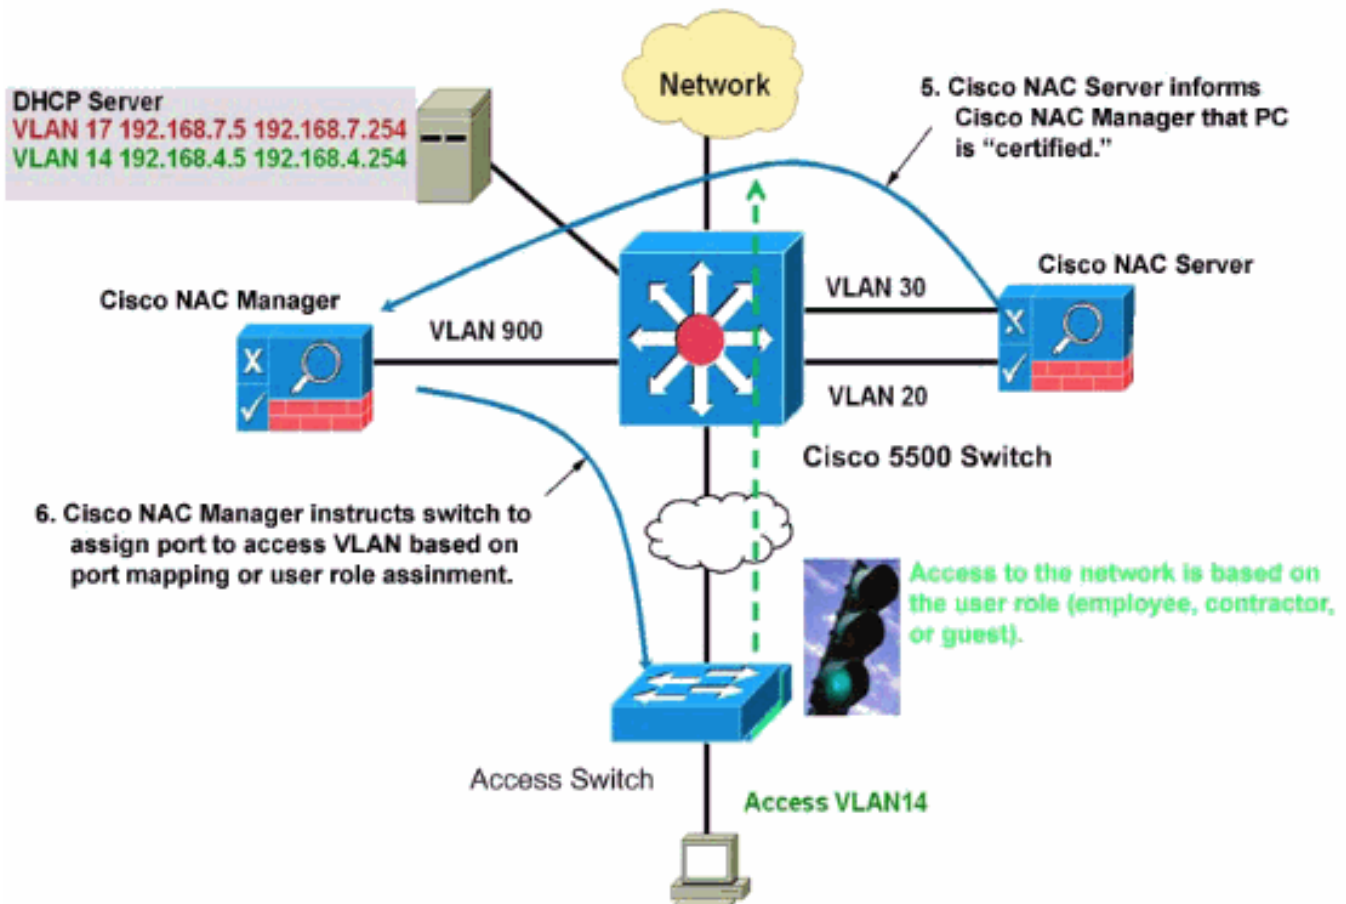 Network
DHCP Server
VLAN 17 192.168.7.5 192.168.7.254
VLAN 14 192.168.4.5 192.168.4.254
5. Cisco NAC Server informs
Cisco NAC Manager that PC
is “certified.”
Cisco NAC Manager
VLAN 900
VLAN 30
Cisco NAC Server
VLAN 20
Cisco 5500 Switch
6. Cisco NAC Manager instructs switch to
assign port to access VLAN based on
port mapping or user role assinment.
Access to the network is based on
the user role (employee, contractor,
or guest).
Access Switch
Access VLAN14